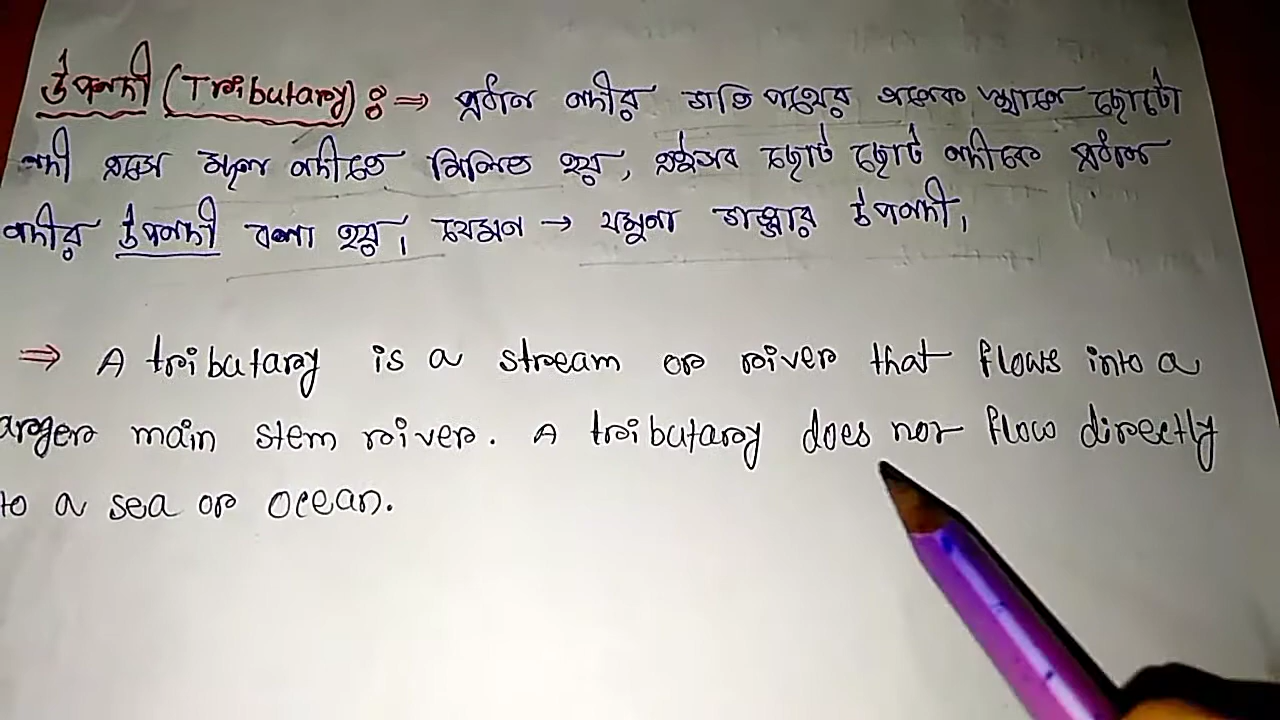 উপনদী (Tributary) : ⇒ প্রধান নদীর গতি পথের অনেক স্থানে ছোটো
নদী এসে মূল নদীতে মিলিত হয়, এইসব ছোট ছোট নদীকে প্রধান
নদীর উপনদী বলা হয়। যেমন → যমুনা গঙ্গার উপনদী,
⇒ A tributary is a stream or river that flows into a
arger main stem river. A tributary does not flow directly
to a sea or ocean.